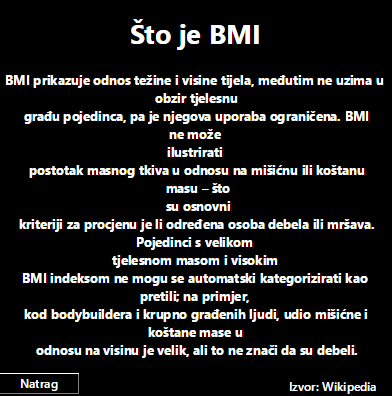 Što je BMI
BMI prikazuje odnos težine i visine tijela, međutim ne uzima u
obzir tjelesnu
građu pojedinca, pa je njegova uporaba ograničena. BMI
ne može
ilustrirati
postotak masnog tkiva u odnosu na mišićnu ili koštanu
masu – što
su osnovni
kriteriji za procjenu je li određena osoba debela ili mršava.
Pojedinci s velikom
tjelesnom masom i visokim
BMI indeksom ne mogu se automatski kategorizirati kao
pretili; na primjer,
kod bodybuildera i krupno građenih ljudi, udio mišićne i
koštane mase u
odnosu na visinu je velik, ali to ne znači da su debeli.
Natrag
Izvor: Wikipedia